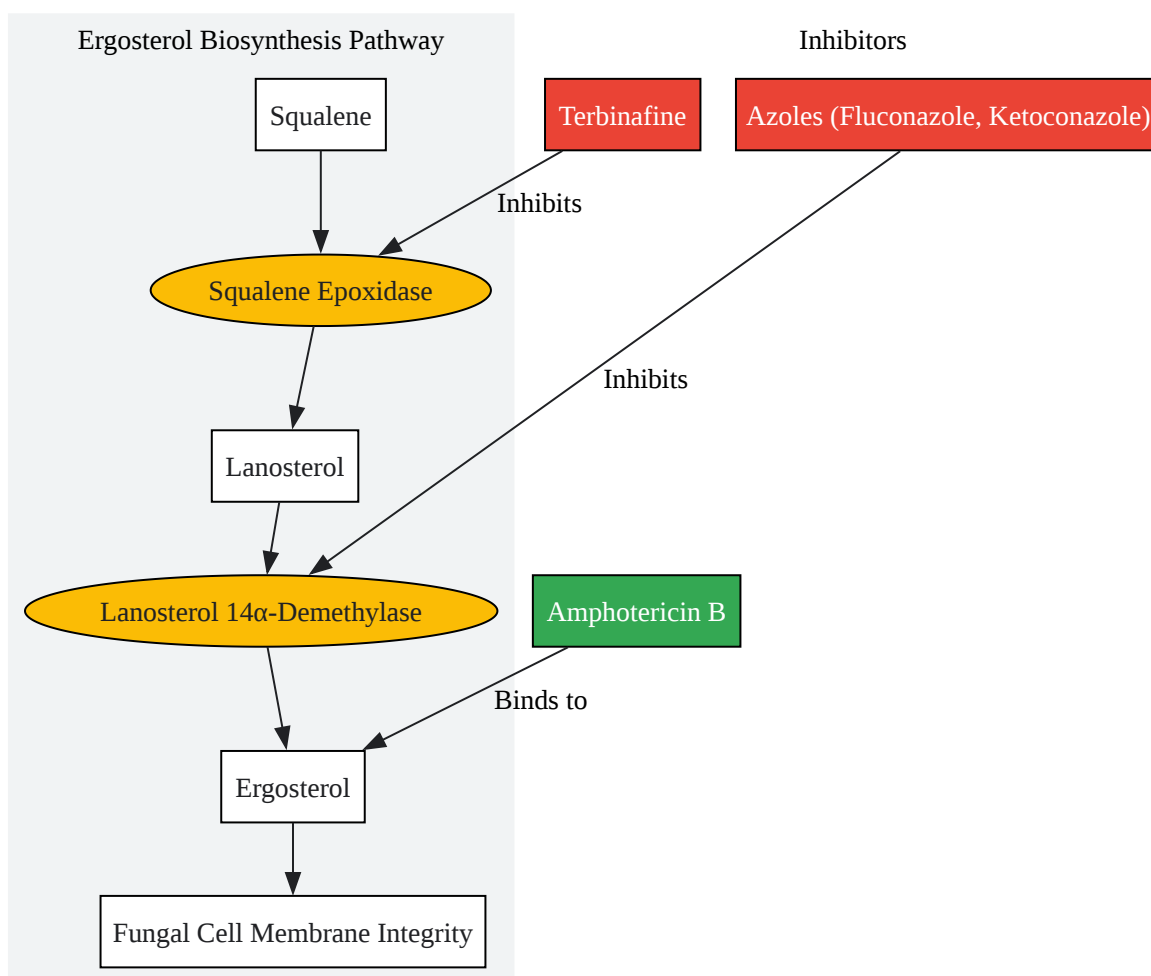 Ergosterol Biosynthesis Pathway
Inhibitors
Squalene
Terbinafine
Azoles (Fluconazole, Ketoconazole)
Inhibits
Squalene Epoxidase
Inhibits
Lanosterol
Lanosterol 14α-Demethylase
Amphotericin B
Binds to
Ergosterol
Fungal Cell Membrane Integrity